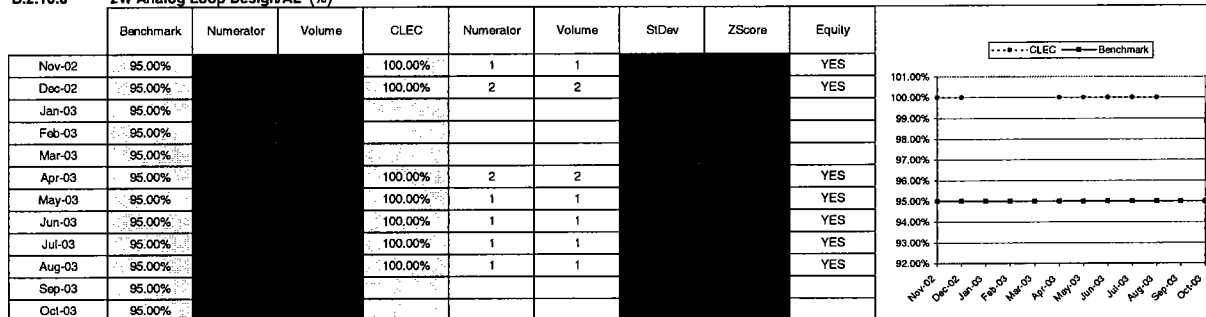 B.2.18.8 2w Analog Loop Design/AL (%)
Benchmark Numerator Volume CLEC Numerator Volume StDev ZScore Equity
Nov-02 95.00% 100.00% 1 1 YES
Dec-02 95.00% 100.00% 2 2 YES
Jan-03 95.00%
Feb-03 95.00%
Mar-03 95.00%
Apr-03 95.00% 100.00% 2 2 YES
May-03 95.00% 100.00% 1 1 YES
Jun-03 95.00% 100.00% 1 1 YES
Jul-03 95.00% 100.00% 1 1 YES
Aug-03 95.00% 100.00% 1 1 YES
Sep-03 95.00%
Oct-03 95.00%
CLEC Benchmark
101.00%
100.00%
99.00%
98.00%
97.00%
96.00%
95.00%
94.00%
93.00%
92.00%
Nov-02 Dec-02 Jan-03 Feb-03 Mar-03 Apr-03 May-03 Jun-03 Jul-03 Aug-03 Sep-03 Oct-03